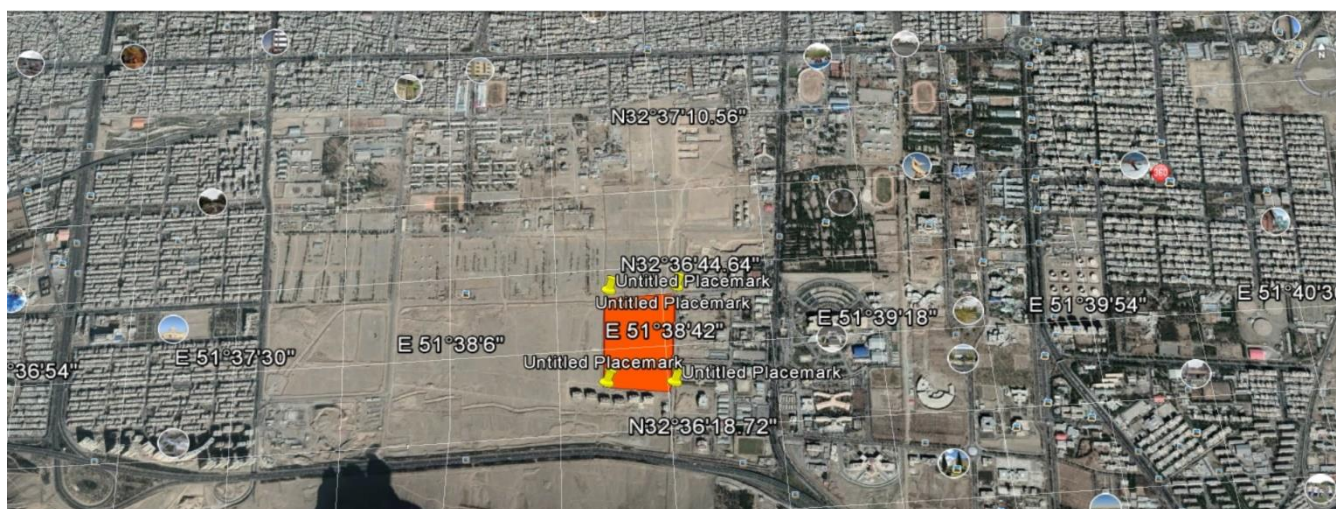 N32°37'10.56"
N32°36'44.64"
Untitled Placemark
Untitled Placemark
E 51°40'3
E 51°39'54"
E 51°39'18"
E 51°38'42"
E 51°38'6"
E 51°37'30"
°36'54"
Untitled Placemark
Untitled Placemark
N32°36'18.72"
N